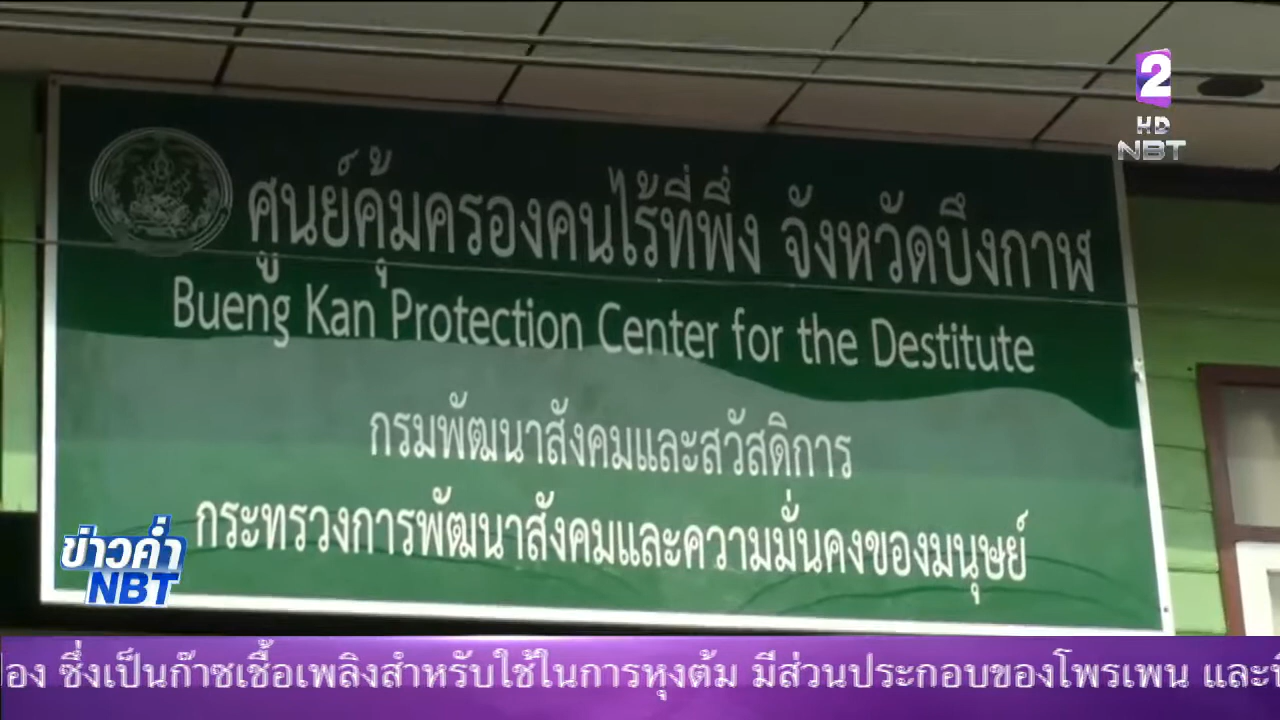 2
HD
NBT
ศูนย์คุ้มครองคนไร้ที่พึ่ง จังหวัดบึงกาฬ
Bueng Kan Protection Center for the Destitute
กรมพัฒนาสังคมและสวัสดิการ
กระทรวงการพัฒนาสังคมและความมั่นคงของมนุษย์
ข่าวค่ำ
NBT
ซึ่งเป็นก๊าซเชื้อเพลิงสำหรับใช้ในการหุงต้ม มีส่วนประกอบของโพรเพน และ